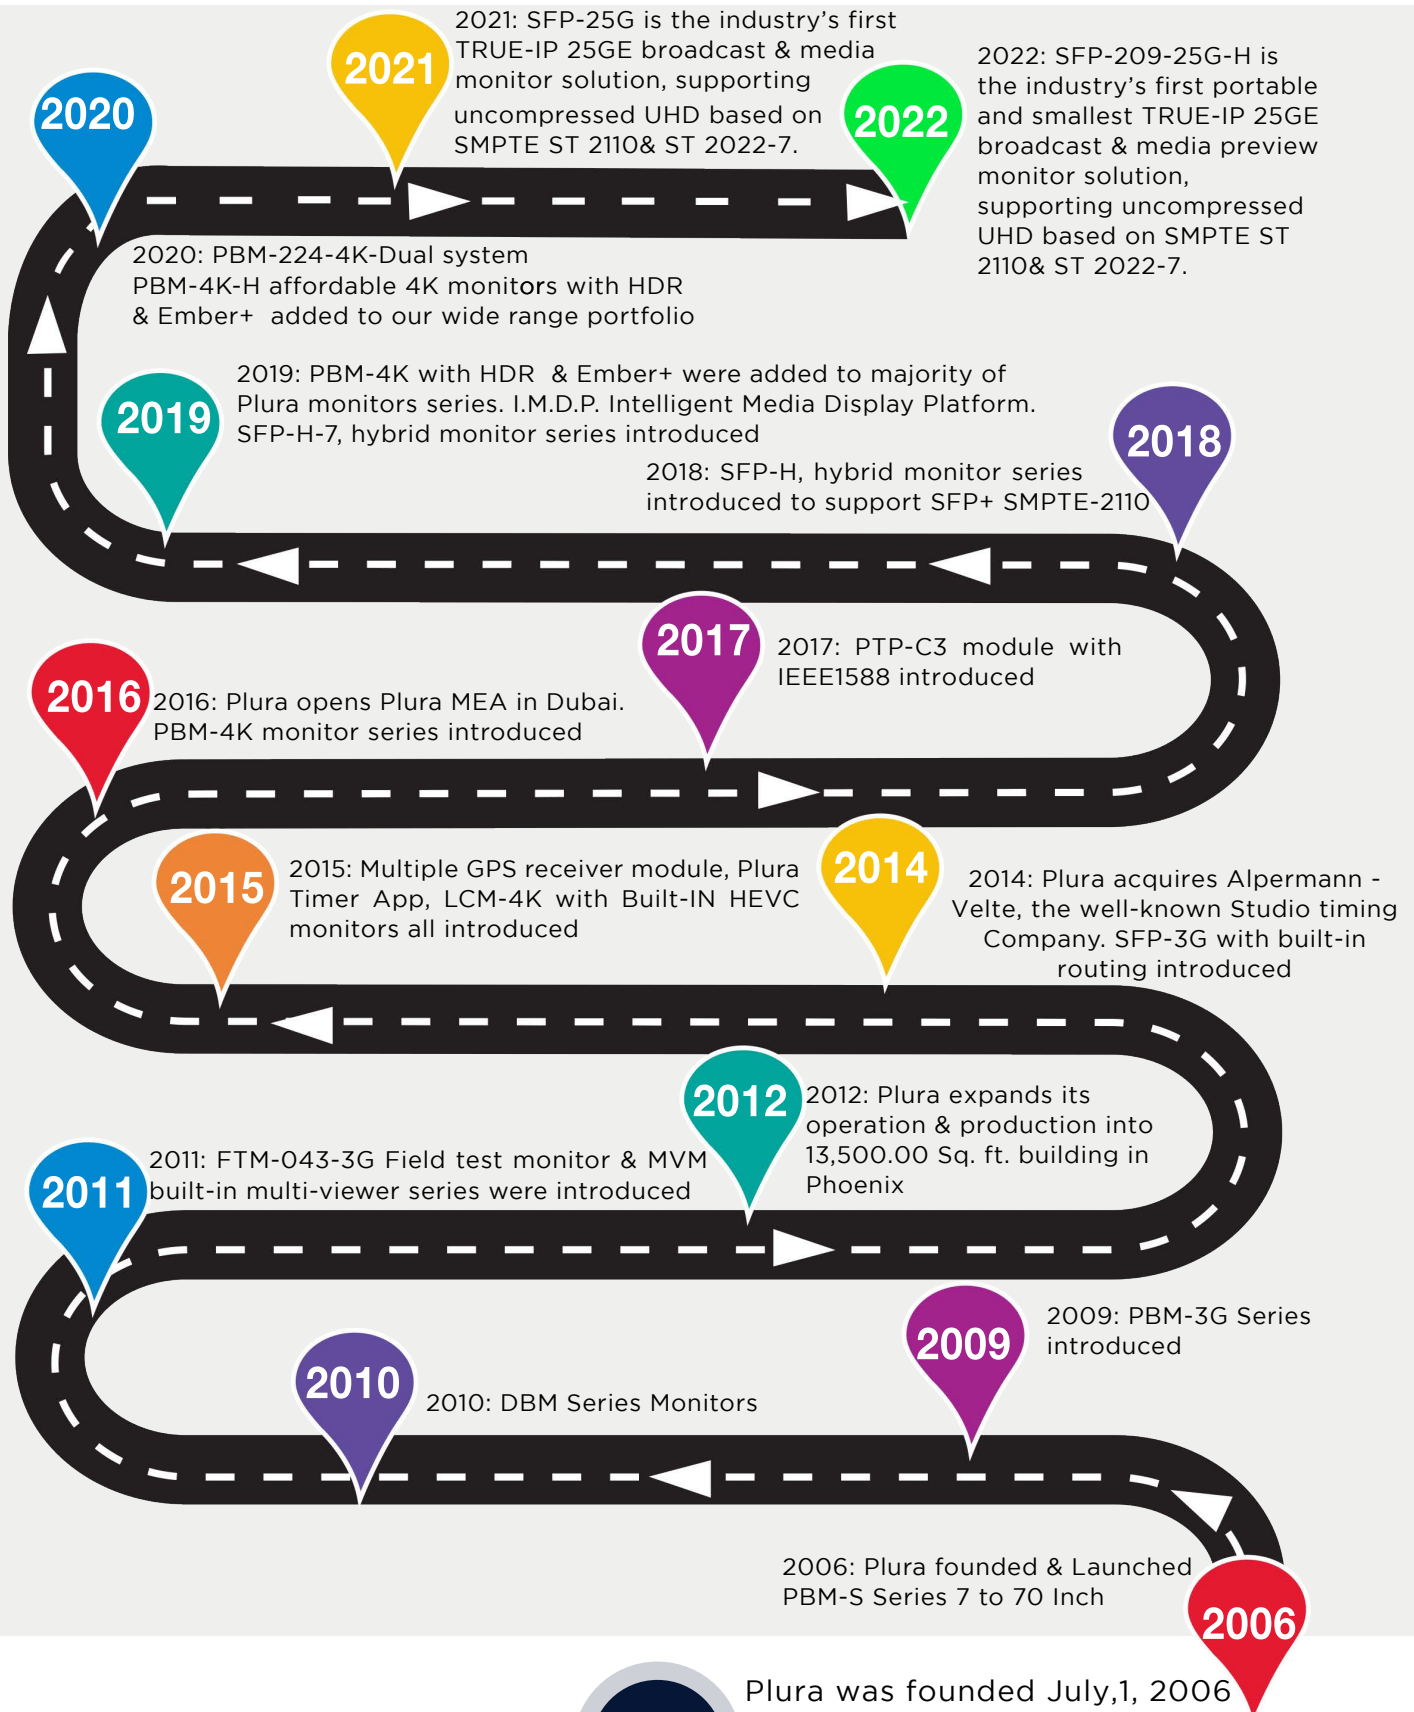 2021
2021: SFP-25G is the industry's first
TRUE-IP 25GE broadcast & media
monitor solution, supporting
uncompressed UHD based on
SMPTE ST 2110& ST 2022-7.
2022
2022: SFP-209-25G-H is
the industry's first portable
and smallest TRUE-IP 25GE
broadcast & media preview
monitor solution,
supporting uncompressed
UHD based on SMPTE ST
2110& ST 2022-7.
2020
2020: PBM-224-4K-Dual system
PBM-4K-H affordable 4K monitors with HDR
& Ember+ added to our wide range portfolio
2019
2019: PBM-4K with HDR & Ember+ were added to majority of
Plura monitors series. I.M.D.P. Intelligent Media Display Platform.
SFP-H-7, hybrid monitor series introduced
2018
2018: SFP-H, hybrid monitor series
introduced to support SFP+ SMPTE-2110
2017
2017: PTP-C3 module with
IEEE1588 introduced
2016
2016: Plura opens Plura MEA in Dubai.
PBM-4K monitor series introduced
2015
2015: Multiple GPS receiver module, Plura
Timer App, LCM-4K with Built-IN HEVC
monitors all introduced
2014
2014: Plura acquires Alpermann -
Velte, the well-known Studio timing
Company. SFP-3G with built-in
routing introduced
2012
2012: Plura expands its
operation & production into
13,500.00 Sq. ft. building in
Phoenix
2011
2011: FTM-043-3G Field test monitor & MVM
built-in multi-viewer series were introduced
2009
2009: PBM-3G Series
introduced
2010
2010: DBM Series Monitors
2006: Plura founded & Launched
PBM-S Series 7 to 70 Inch
2006
Plura was founded July,1, 2006